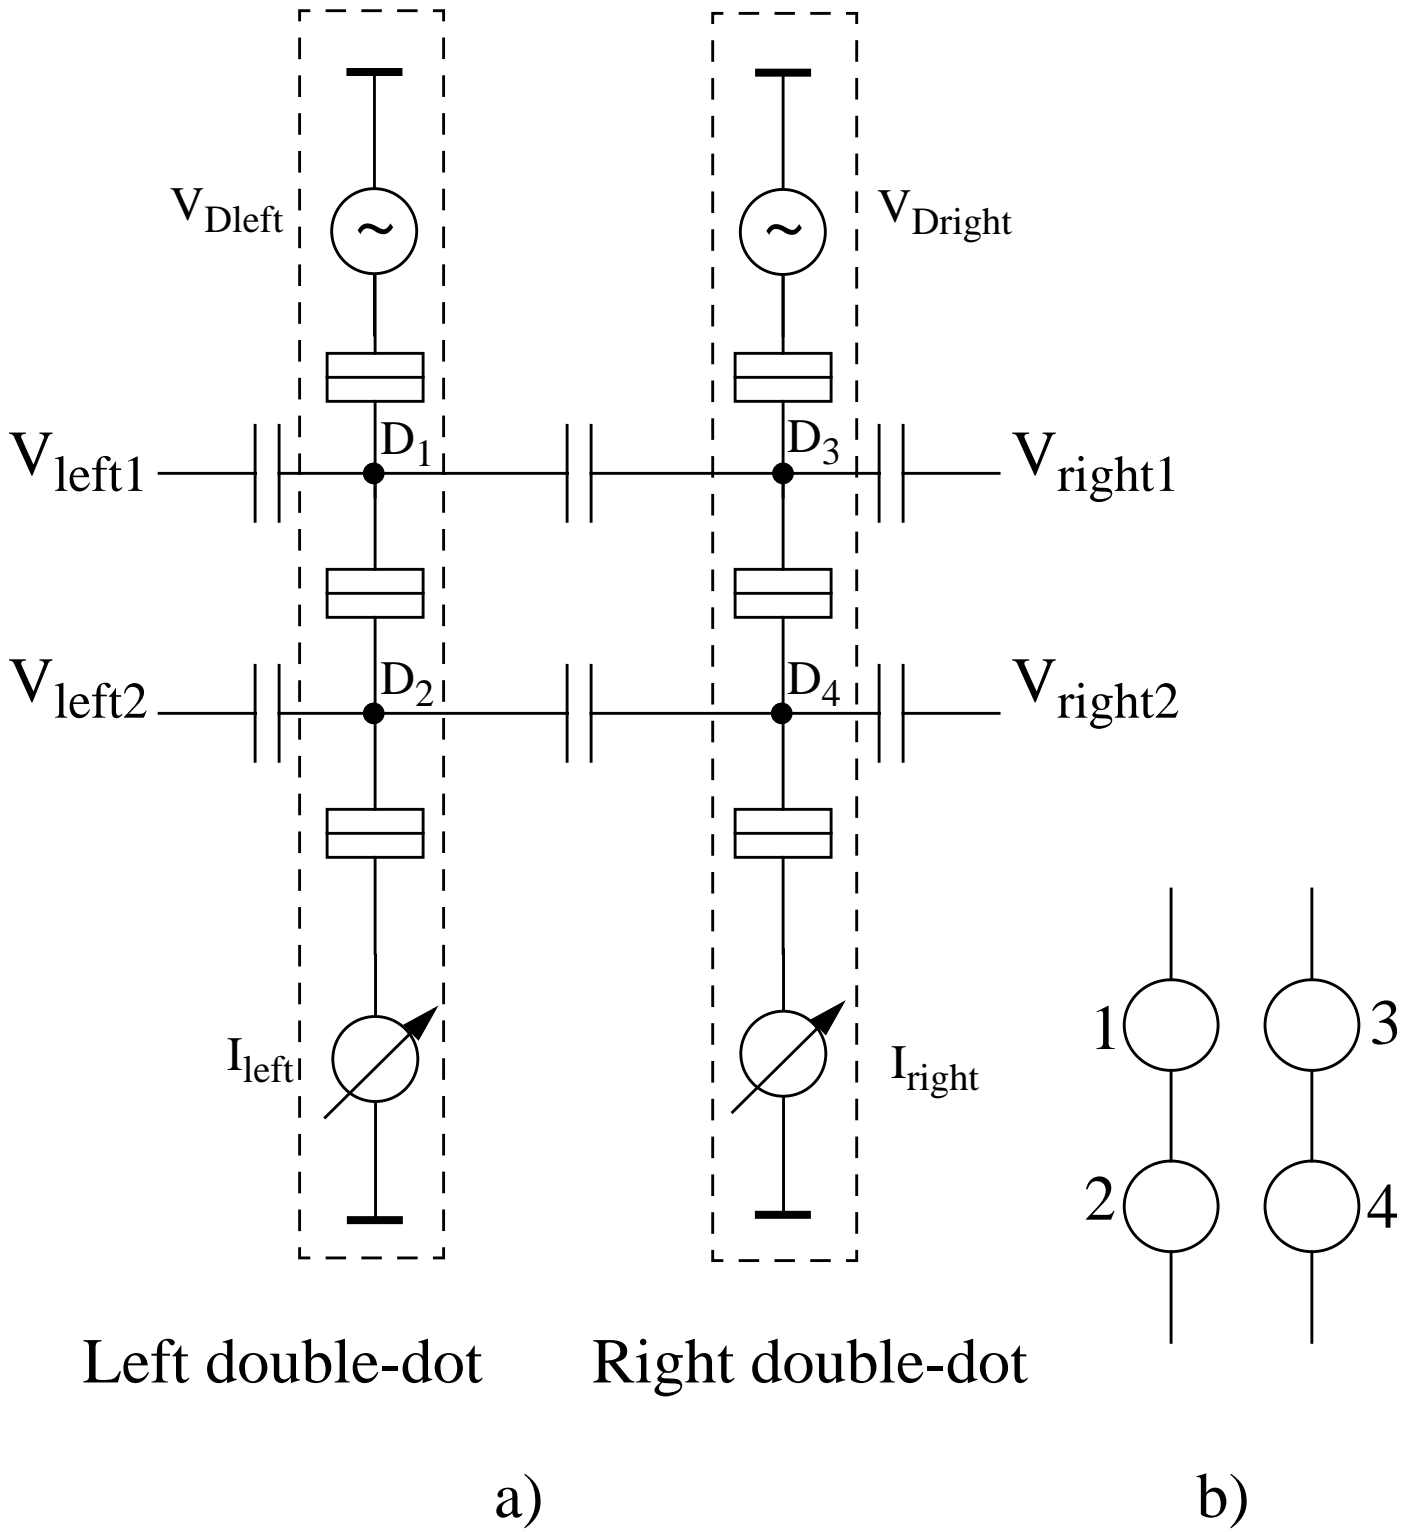 V_Dleft
V_Dright
~
~
D_1
D_3
V_left1
V_right1
D_2
D_4
V_left2
V_right2
I_left
I_right
1
3
2
4
Left double-dot
Right double-dot
a)
b)